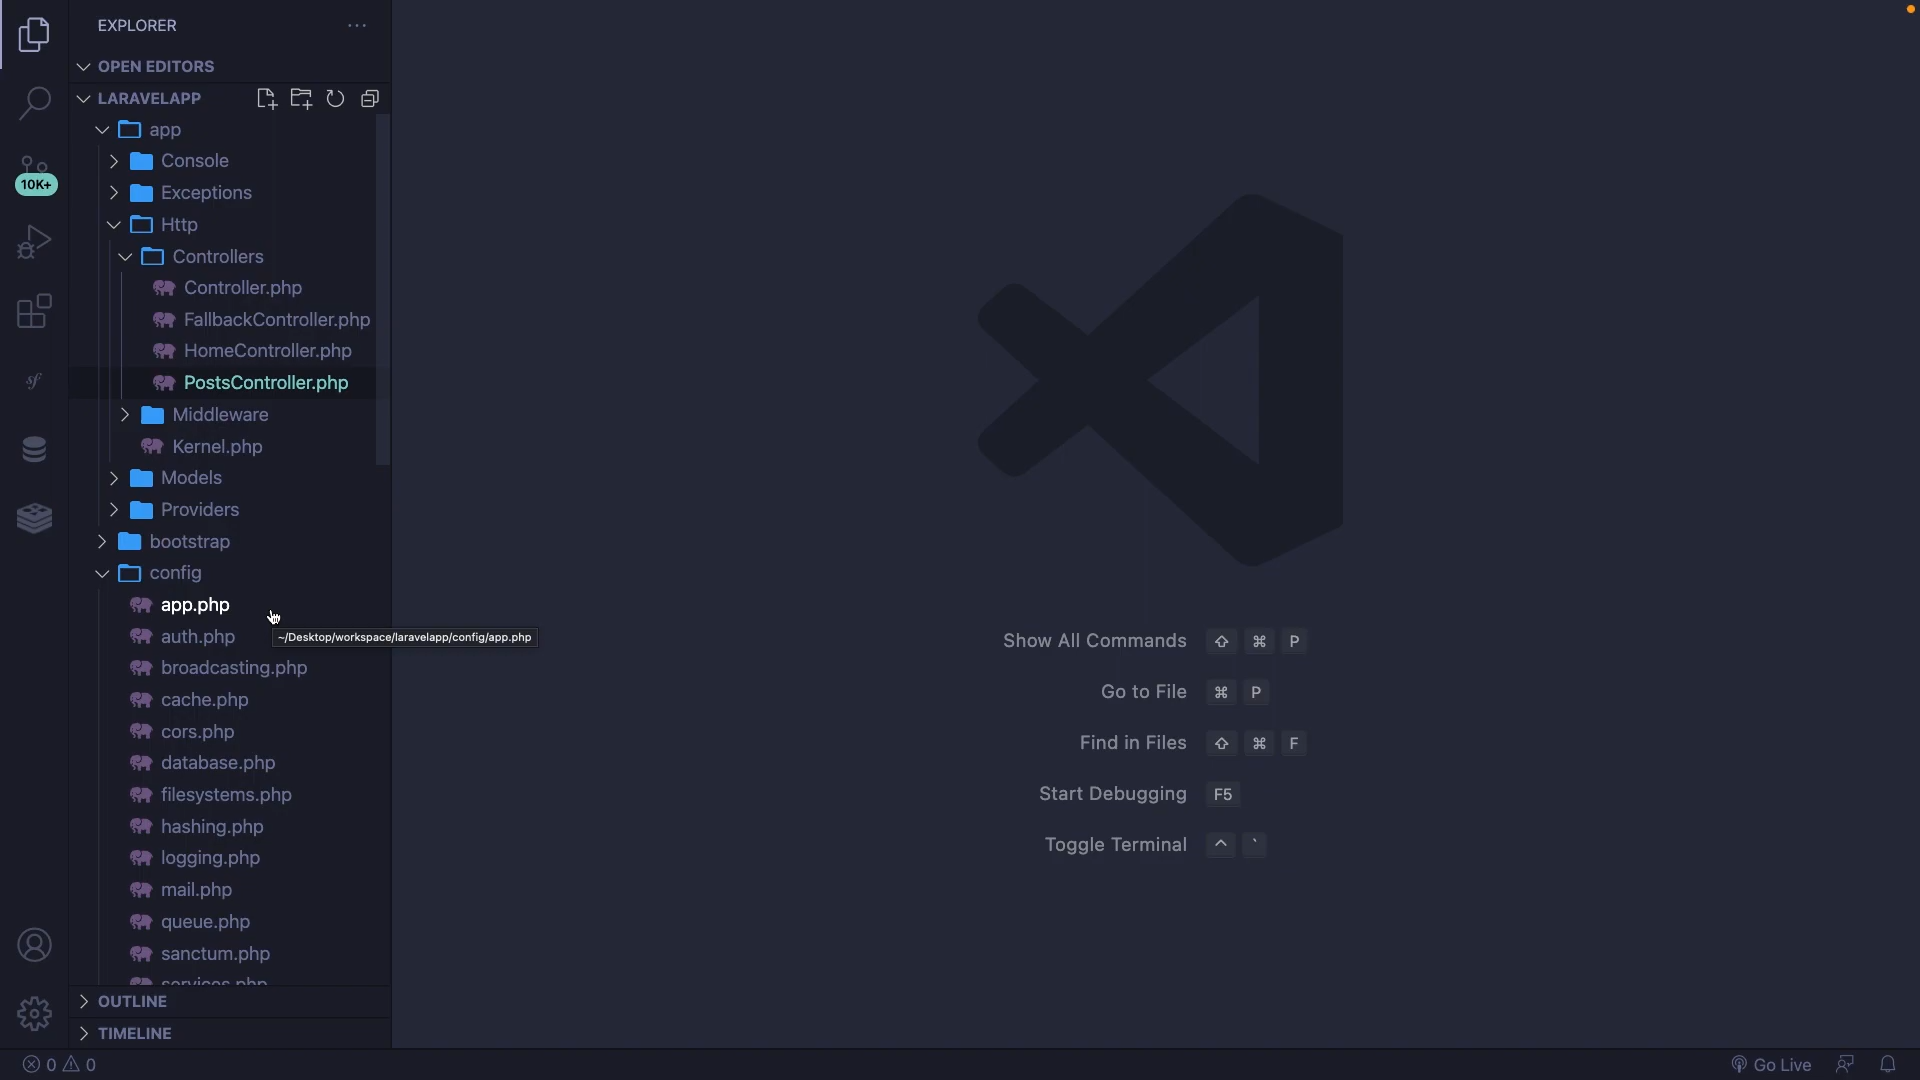 EXPLORER
OPEN EDITORS
LARAVELAPP
app
Console
10K+
Exceptions
Http
Controllers
Controller.php
FallbackController.php
HomeController.php
PostsController.php
Middleware
Kernel.php
Models
Providers
bootstrap
config
app.php
auth.php
~/Desktop/workspace/laravelapp/config/app.php
broadcasting.php
cache.php
cors.php
database.php
filesystems.php
hashing.php
logging.php
mail.php
queue.php
sanctum.php
services.php
OUTLINE
TIMELINE
Show All Commands ⇧ ⌘ P
Go to File ⌘ P
Find in Files ⇧ ⌘ F
Start Debugging F5
Toggle Terminal ^ `
0 0
Go Live